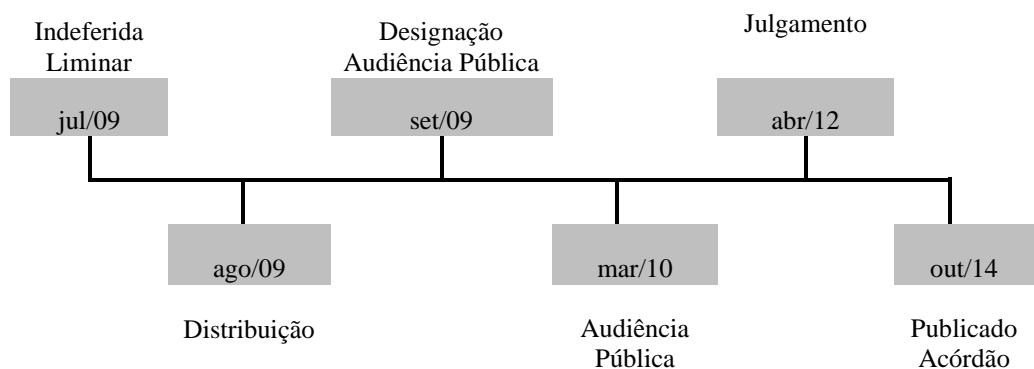 Indeferida
Liminar
jul/09
Designação
Audiência Pública
set/09
Julgamento
abr/12
ago/09
Distribuição
mar/10
Audiência
Pública
out/14
Publicado
Acórdão